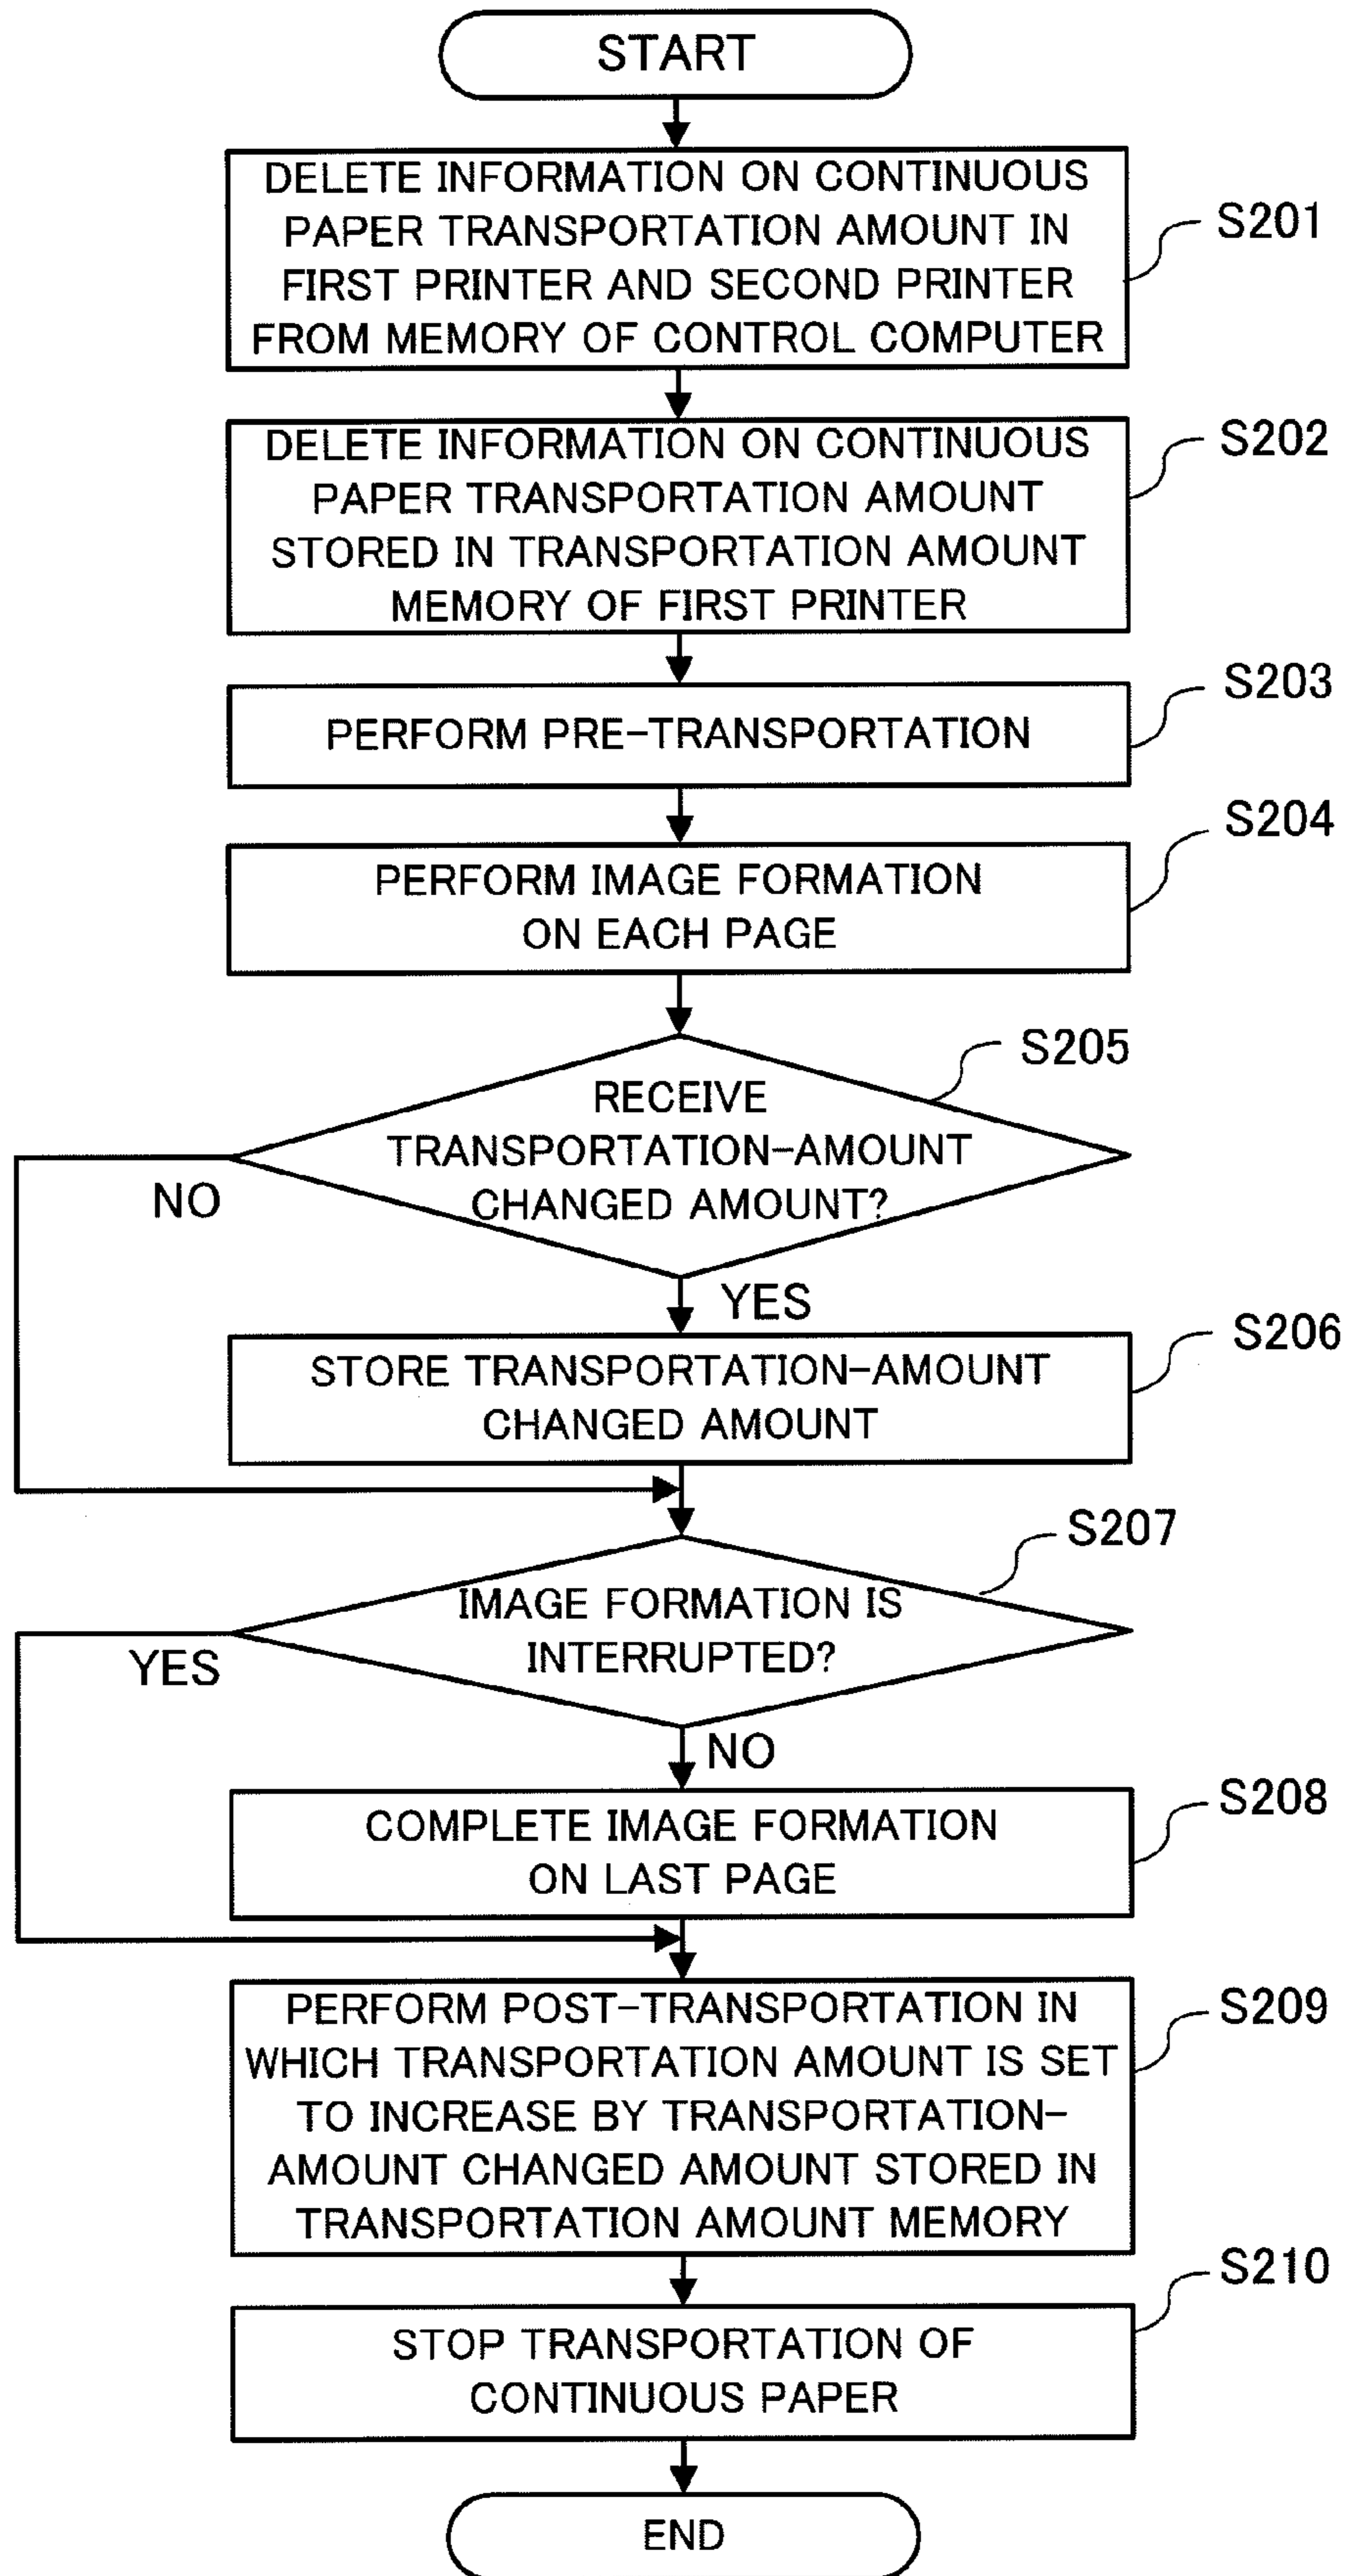 START
DELETE INFORMATION ON CONTINUOUS
PAPER TRANSPORTATION AMOUNT IN
FIRST PRINTER AND SECOND PRINTER
FROM MEMORY OF CONTROL COMPUTER
S201
DELETE INFORMATION ON CONTINUOUS
PAPER TRANSPORTATION AMOUNT
STORED IN TRANSPORTATION AMOUNT
MEMORY OF FIRST PRINTER
S202
PERFORM PRE-TRANSPORTATION
S203
PERFORM IMAGE FORMATION
ON EACH PAGE
S204
RECEIVE
TRANSPORTATION-AMOUNT
CHANGED AMOUNT?
S205
NO
YES
STORE TRANSPORTATION-AMOUNT
CHANGED AMOUNT
S206
IMAGE FORMATION IS
INTERRUPTED?
S207
YES
NO
COMPLETE IMAGE FORMATION
ON LAST PAGE
S208
PERFORM POST-TRANSPORTATION IN
WHICH TRANSPORTATION AMOUNT IS SET
TO INCREASE BY TRANSPORTATION-
AMOUNT CHANGED AMOUNT STORED IN
TRANSPORTATION AMOUNT MEMORY
S209
STOP TRANSPORTATION OF
CONTINUOUS PAPER
S210
END